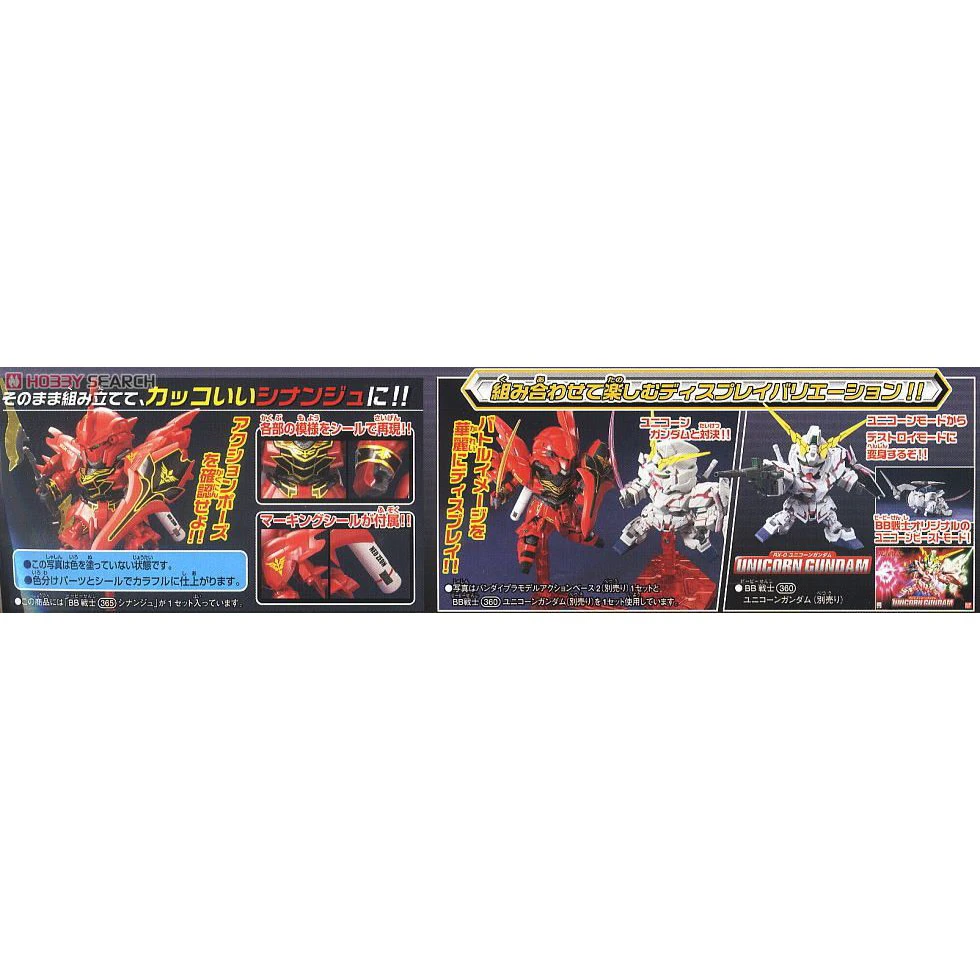 HOBBY SEARCH
そのまま組み立てて、カッコいいシナンジュに!!
アクションポーズ
を確認せよ!!
各部の模様をシールで再現!!
マーキングシールが付属!!
NEO ZEON
●この写真は色を塗っていない状態です。
●色分けパーツとシールでカラフルに仕上がります。
●この商品には「BB戦士365シナンジュ」が1セット入っています。
組み合わせて楽しむディスプレイバリエーション!!
バトルイメージを
華麗にディスプレイ!!
ユニコーン
ガンダムと対決!!
●写真はバンダイプラモデルアクションベース2(別売り)1セットと
BB戦士360ユニコーンガンダム(別売り)を1セット使用しています。
ユニコーンモードから
デストロイモードに
変身するぞ!!
BB戦士オリジナルの
ユニコーンビーストモード!
RX-0 ユニコーンガンダム
UNICORN GUNDAM
●BB戦士360
ユニコーンガンダム(別売り)
UNICORN GUNDAM